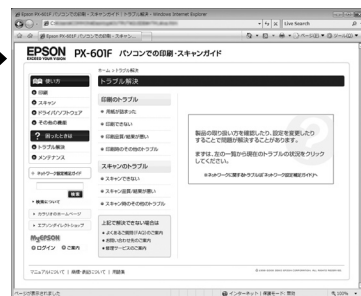 Epson PX-601F パソコンでの印刷・スキャンガイド | トラブル解決 - Windows Internet Explorer
Live Search
EPSON
EXCEED YOUR VISION
PX-601F パソコンでの印刷・スキャンガイド
使い方
印刷
スキャン
ドライバ/ソフトウェア
その他の機能
? 困ったときは
トラブル解決
メンテナンス
ネットワーク設定補足ガイド
検索
検索について
カラリオのホームページ
エプソンダイレクトショップ
MyEPSON
ログイン ご案内
ホーム > トラブル解決
トラブル解決
印刷のトラブル
用紙が詰まった
印刷できない
印刷品質/結果が悪い
印刷時のその他のトラブル
スキャンのトラブル
スキャンできない
スキャン品質/結果が悪い
スキャン時のその他のトラブル
上記で解決できない場合は
よくあるご質問(FAQ)のご案内
お問い合わせ先のご案内
修理サービスのご案内
製品の取り扱い方を確認したり、設定を変更したり
することで問題が解決することがあります。
まずは、左の一覧から現在のトラブルの状況をクリック
してください。
※ネットワークに関するトラブルは「ネットワーク設定補足ガイド」へ
マニュアルについて | 商標・表記について | 用語集
ページが表示されました
インターネット | 保護モード: 無効
100%